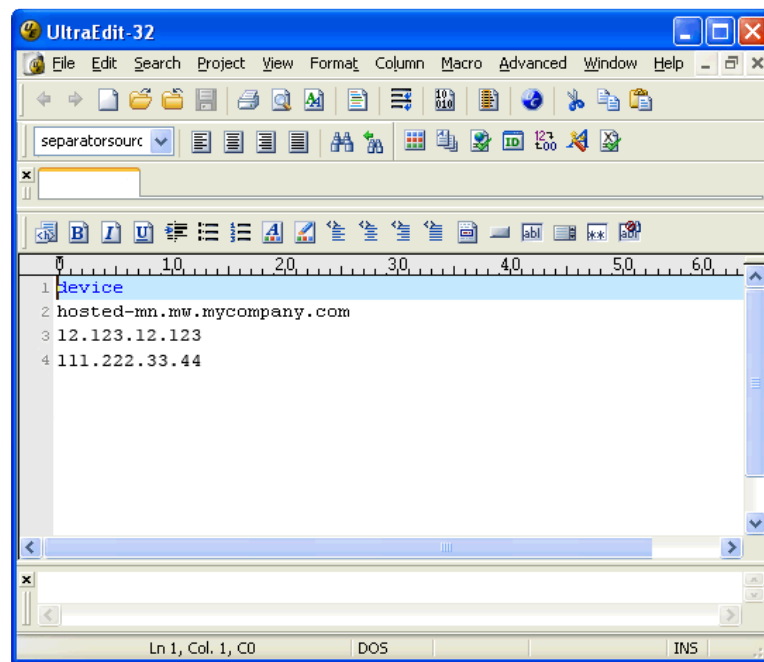 UltraEdit-32
File Edit Search Project View Format Column Macro Advanced Window Help
separatorsourc
0 10 20 30 40 50 60
1 device
2 hosted-mn.mw.mycompany.com
3 12.123.12.123
4 111.222.33.44
Ln 1, Col. 1, C0 DOS INS